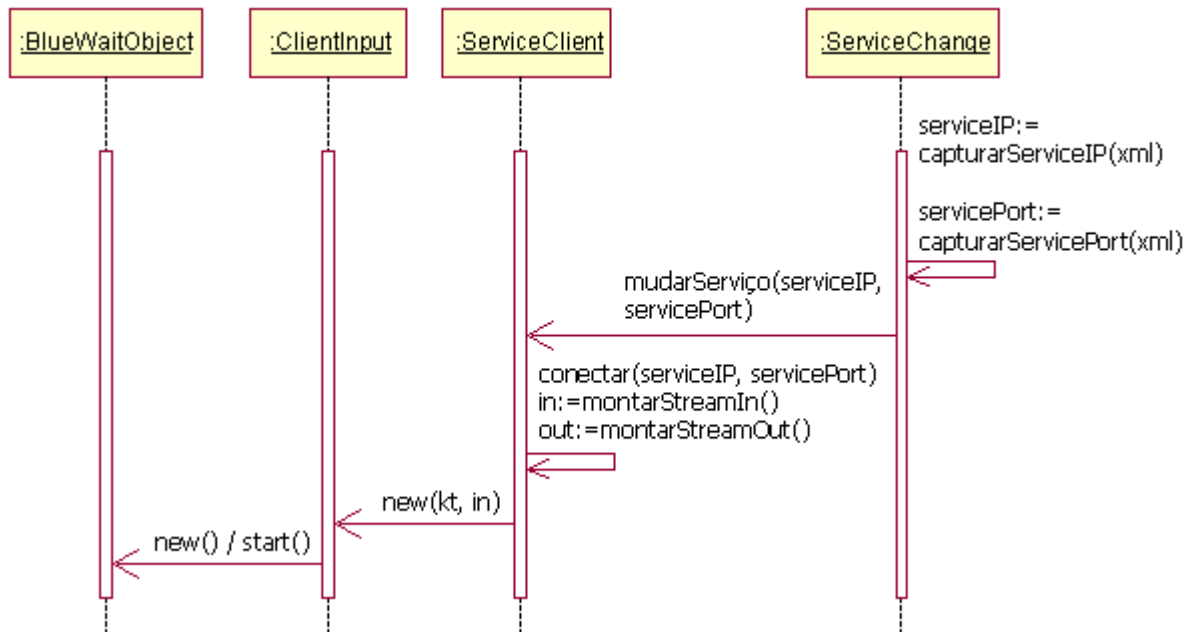 :BlueWaitObject
:ClientInput
:ServiceClient
:ServiceChange
serviceIP:=
capturarServiceIP(xml)
servicePort:=
capturarServicePort(xml)
mudarServiço(serviceIP,
servicePort)
conectar(serviceIP, servicePort)
in:=montarStreamIn()
out:=montarStreamOut()
new(kt, in)
new() / start()